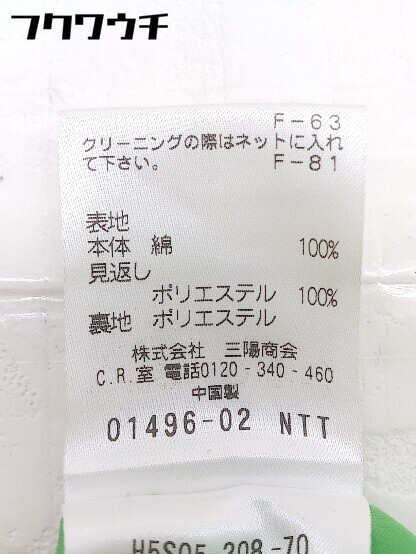 フクワウチ
F-63
クリーニングの際はネットに入れ
て下さい。 F-81
表地
本体 綿 100%
見返し
ポリエステル 100%
裏地 ポリエステル
株式会社 三陽商会
C.R.室 電話0120-340-460
中国製
01496-02 NTT
H5S05 308-70